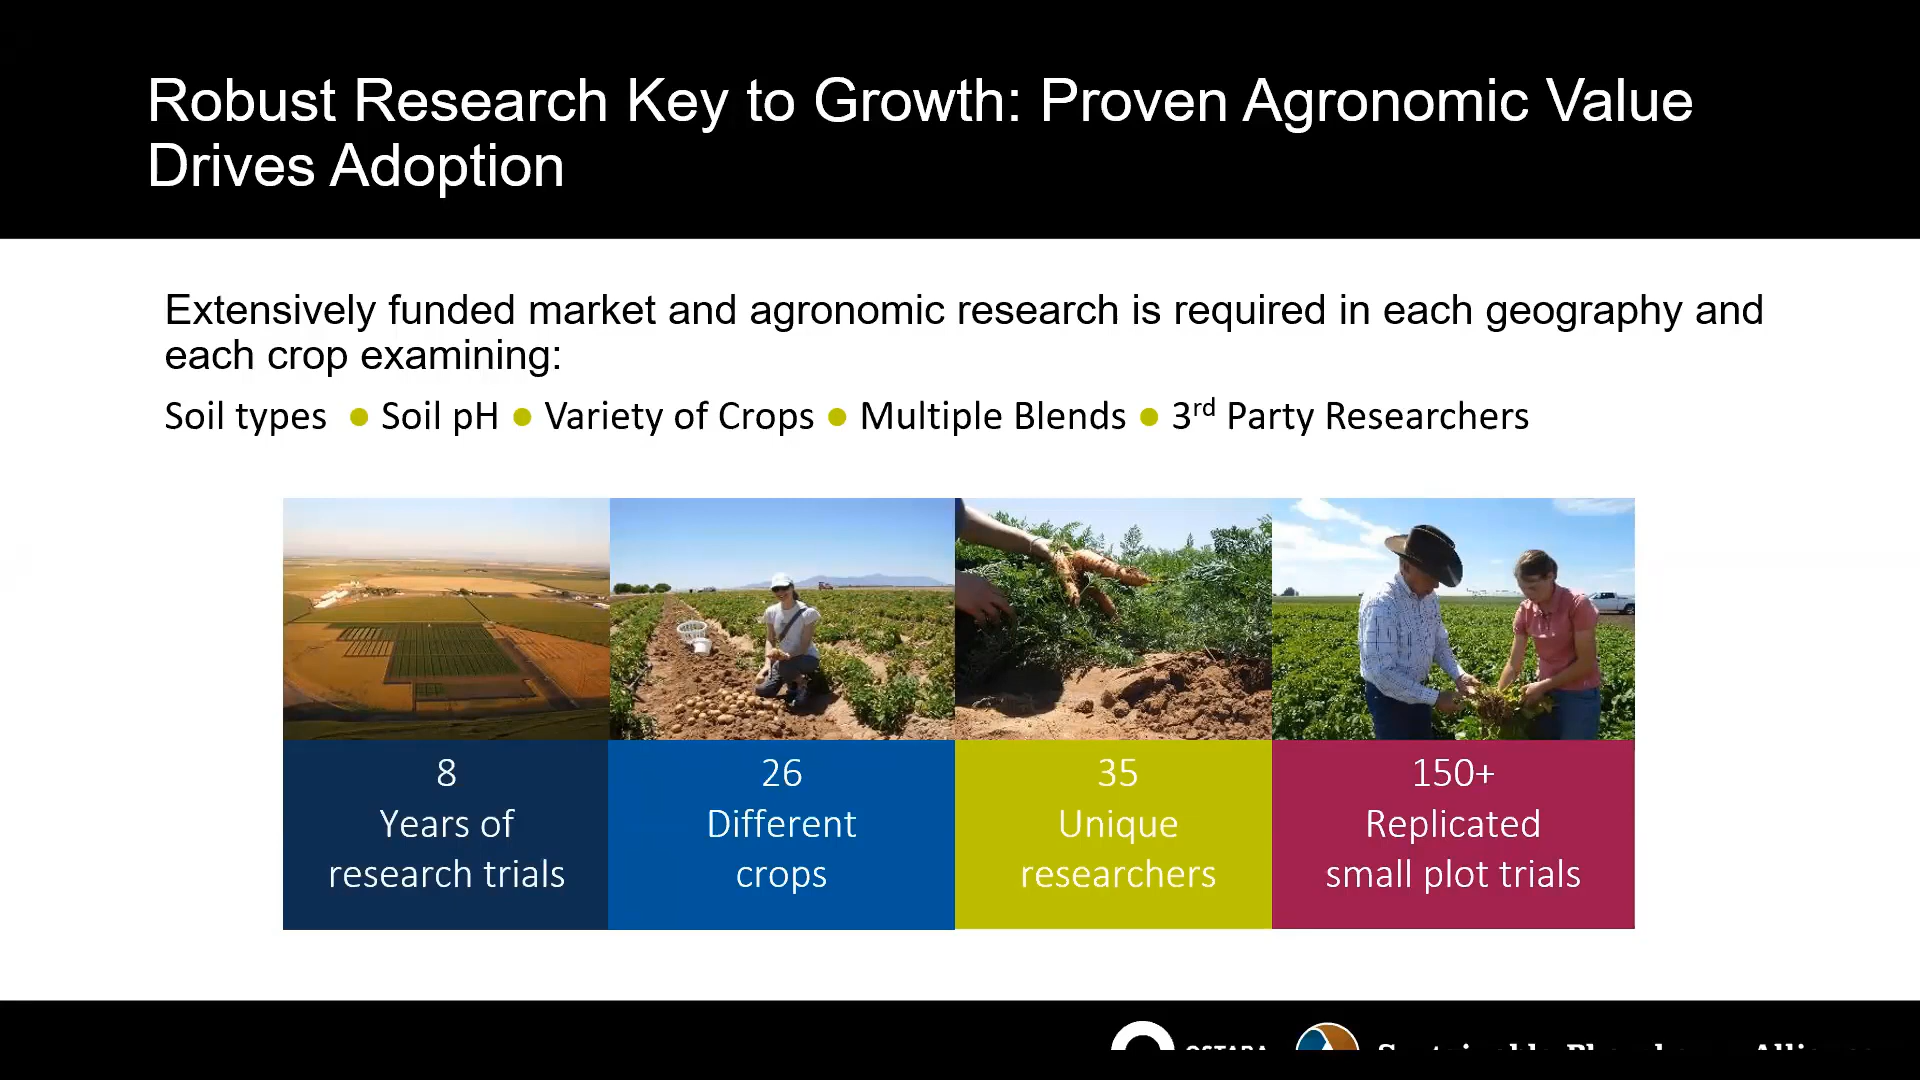 Robust Research Key to Growth: Proven Agronomic Value
Drives Adoption
Extensively funded market and agronomic research is required in each geography and
each crop examining:
Soil types ● Soil pH ● Variety of Crops ● Multiple Blends ● 3rd Party Researchers
8
Years of
research trials
26
Different
crops
35
Unique
researchers
150+
Replicated
small plot trials